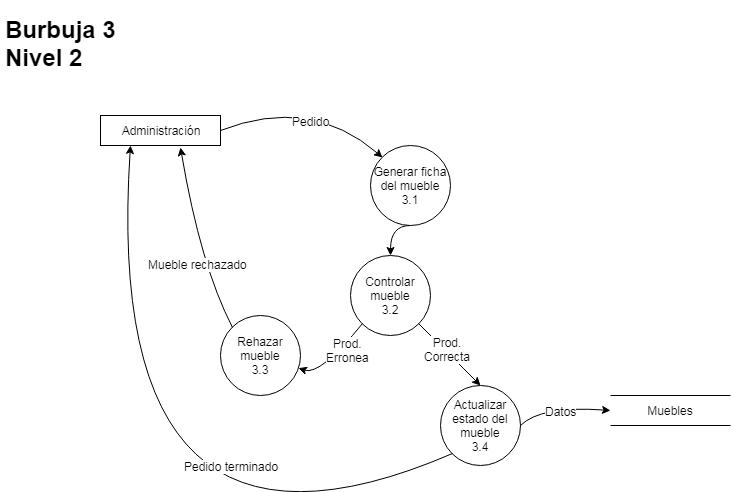 Burbuja 3
Nivel 2
Administración
Pedido
Generar ficha
del mueble
3.1
Controlar
mueble
3.2
Mueble rechazado
Rehazar
mueble
3.3
Prod.
Erronea
Prod.
Correcta
Actualizar
estado del
mueble
3.4
Datos
Muebles
Pedido terminado